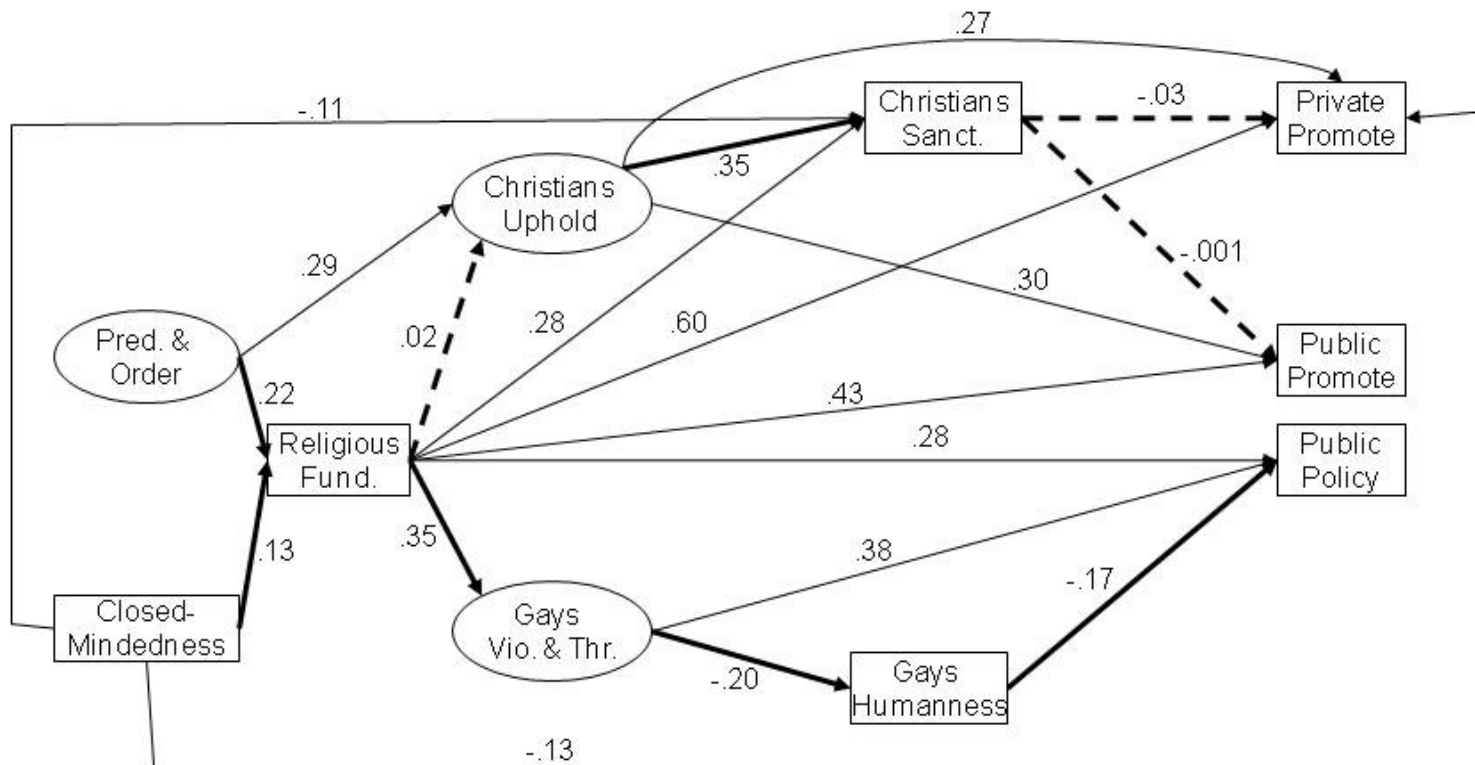 .27
-.11
Christians
Sanct.
-.03
Private
Promote
.35
Christians
Uphold
-.001
.29
.30
.02
.28
.60
Pred. &
Order
Public
Promote
.22
.43
.28
Religious
Fund.
Public
Policy
.13
.35
.38
-.17
Closed-
Mindedness
Gays
Vio. & Thr.
-.20
Gays
Humanness
-.13